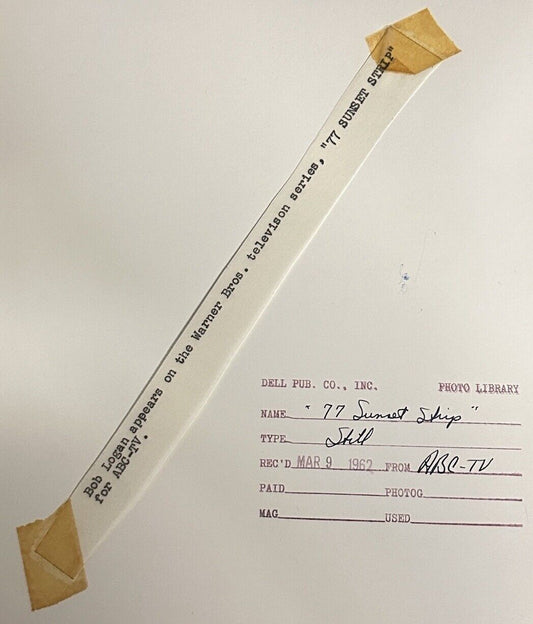 Bob Logan appears on the Warner Bros. televison series, "77 SUNSET STRIP"
for ABC-TV.
DELL PUB. CO., INC. PHOTO LIBRARY
NAME "77 Sunset Strip"
TYPE Still
REC'D MAR 9 1962 FROM ABC-TV
PAID PHOTOG
MAG USED